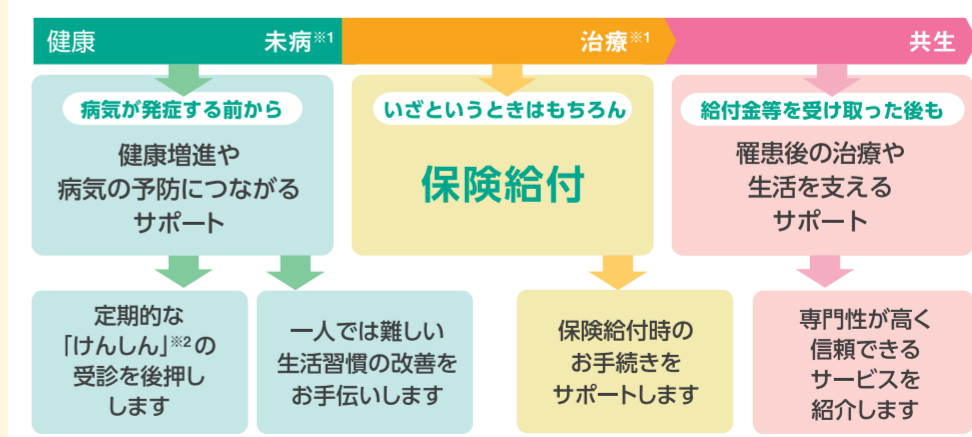 健康 未病※1 治療※1 共生
病気が発症する前から
健康増進や
病気の予防につながる
サポート
いざというときはもちろん
保険給付
給付金等を受け取った後も
罹患後の治療や
生活を支える
サポート
定期的な
「けんしん」※2の
受診を後押し
します
一人では難しい
生活習慣の改善を
お手伝いします
保険給付時の
お手続きを
サポートします
専門性が高く
信頼できる
サービスを
紹介します